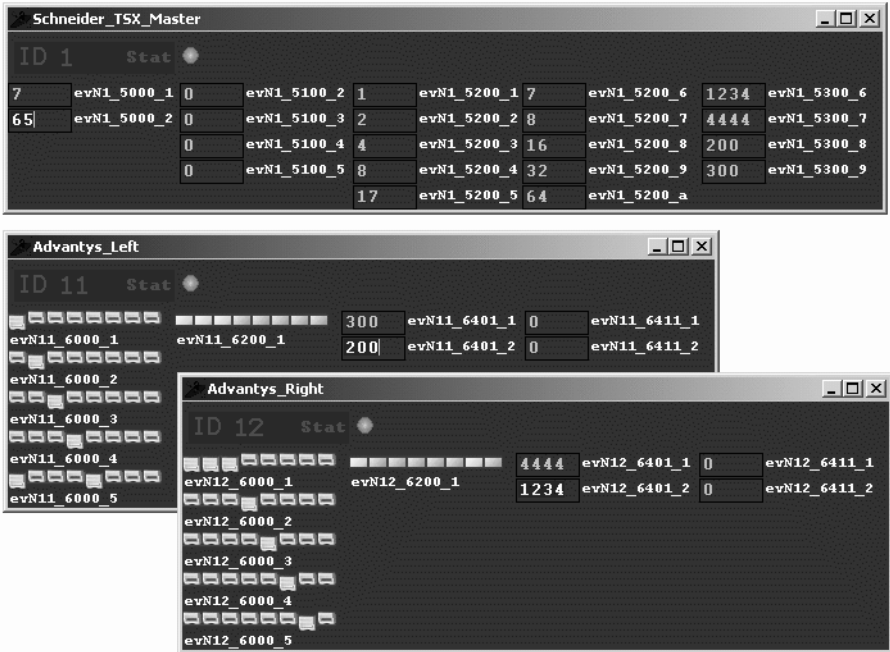 Schneider_TSX_Master
ID 1 Stat
7 evN1_5000_1 0 evN1_5100_2 1 evN1_5200_1 7 evN1_5200_6 1234 evN1_5300_6
65 evN1_5000_2 0 evN1_5100_3 2 evN1_5200_2 8 evN1_5200_7 4444 evN1_5300_7
0 evN1_5100_4 4 evN1_5200_3 16 evN1_5200_8 200 evN1_5300_8
0 evN1_5100_5 8 evN1_5200_4 32 evN1_5200_9 300 evN1_5300_9
17 evN1_5200_5 64 evN1_5200_a
Advantys_Left
ID 11 Stat
300 evN11_6401_1 0 evN11_6411_1
evN11_6000_1 evN11_6200_1
200 evN11_6401_2 0 evN11_6411_2
evN11_6000_2
evN11_6000_3
evN11_6000_4
evN11_6000_5
Advantys_Right
ID 12 Stat
4444 evN12_6401_1 0 evN12_6411_1
evN12_6000_1 evN12_6200_1
1234 evN12_6401_2 0 evN12_6411_2
evN12_6000_2
evN12_6000_3
evN12_6000_4
evN12_6000_5